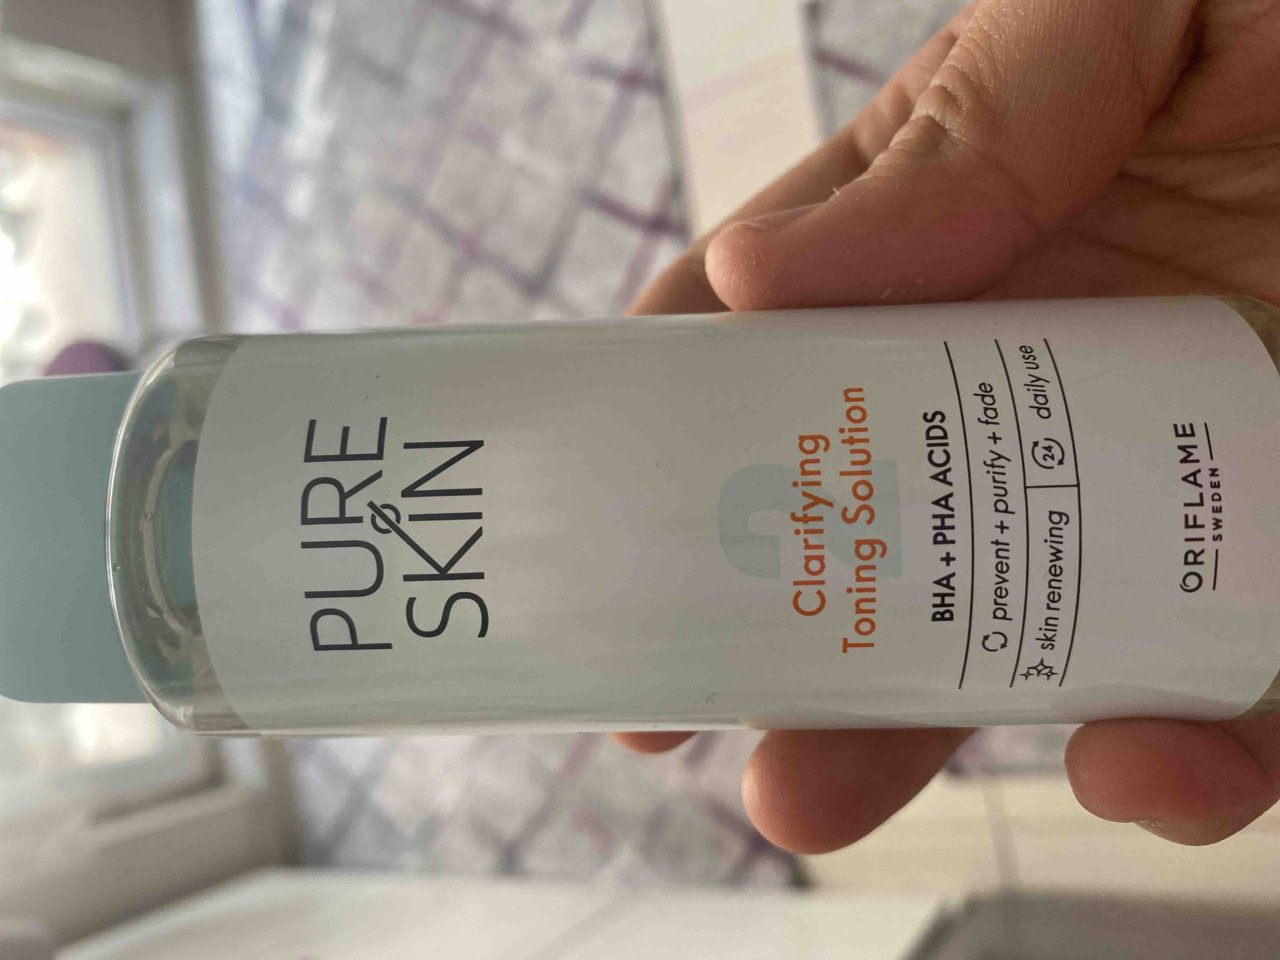 PURE
SKIN
2
Clarifying
Toning Solution
BHA + PHA ACIDS
prevent + purify + fade
skin renewing 24 daily use
ORIFLAME
SWEDEN